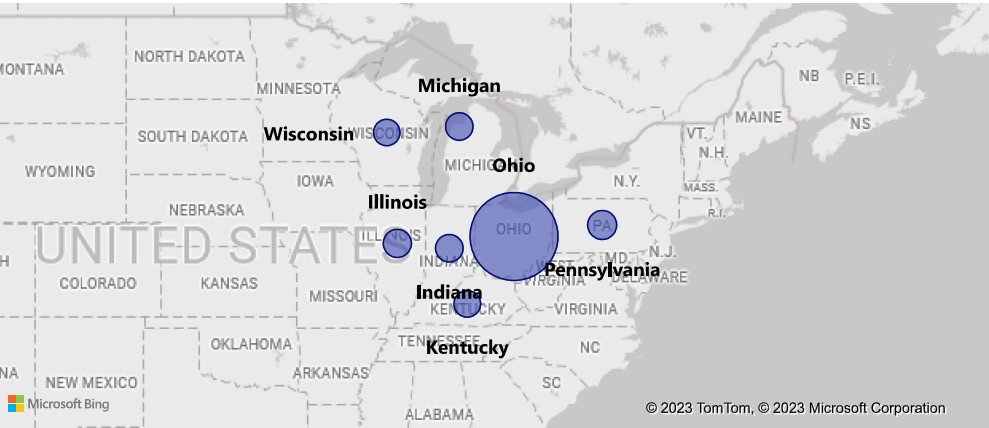 NORTH DAKOTA
MONTANA
MINNESOTA
Michigan
NB
P.E.I.
MAINE
NS
SOUTH DAKOTA
Wisconsin
WISCONSIN
VT.
N.H.
WYOMING
MICHIGAN
Ohio
IOWA
N.Y.
MASS.
NEBRASKA
Illinois
R.I.
UNITED STATES
ILLINOIS
OHIO
PA
H
INDIANA
MD.
N.J.
WEST
VIRGINIA
Pennsylvania
DELAWARE
COLORADO
KANSAS
MISSOURI
Indiana
KENTUCKY
VIRGINIA
OKLAHOMA
TENNESSEE
Kentucky
NC
NA
NEW MEXICO
ARKANSAS
SC
Microsoft Bing
ALABAMA
© 2023 TomTom, © 2023 Microsoft Corporation